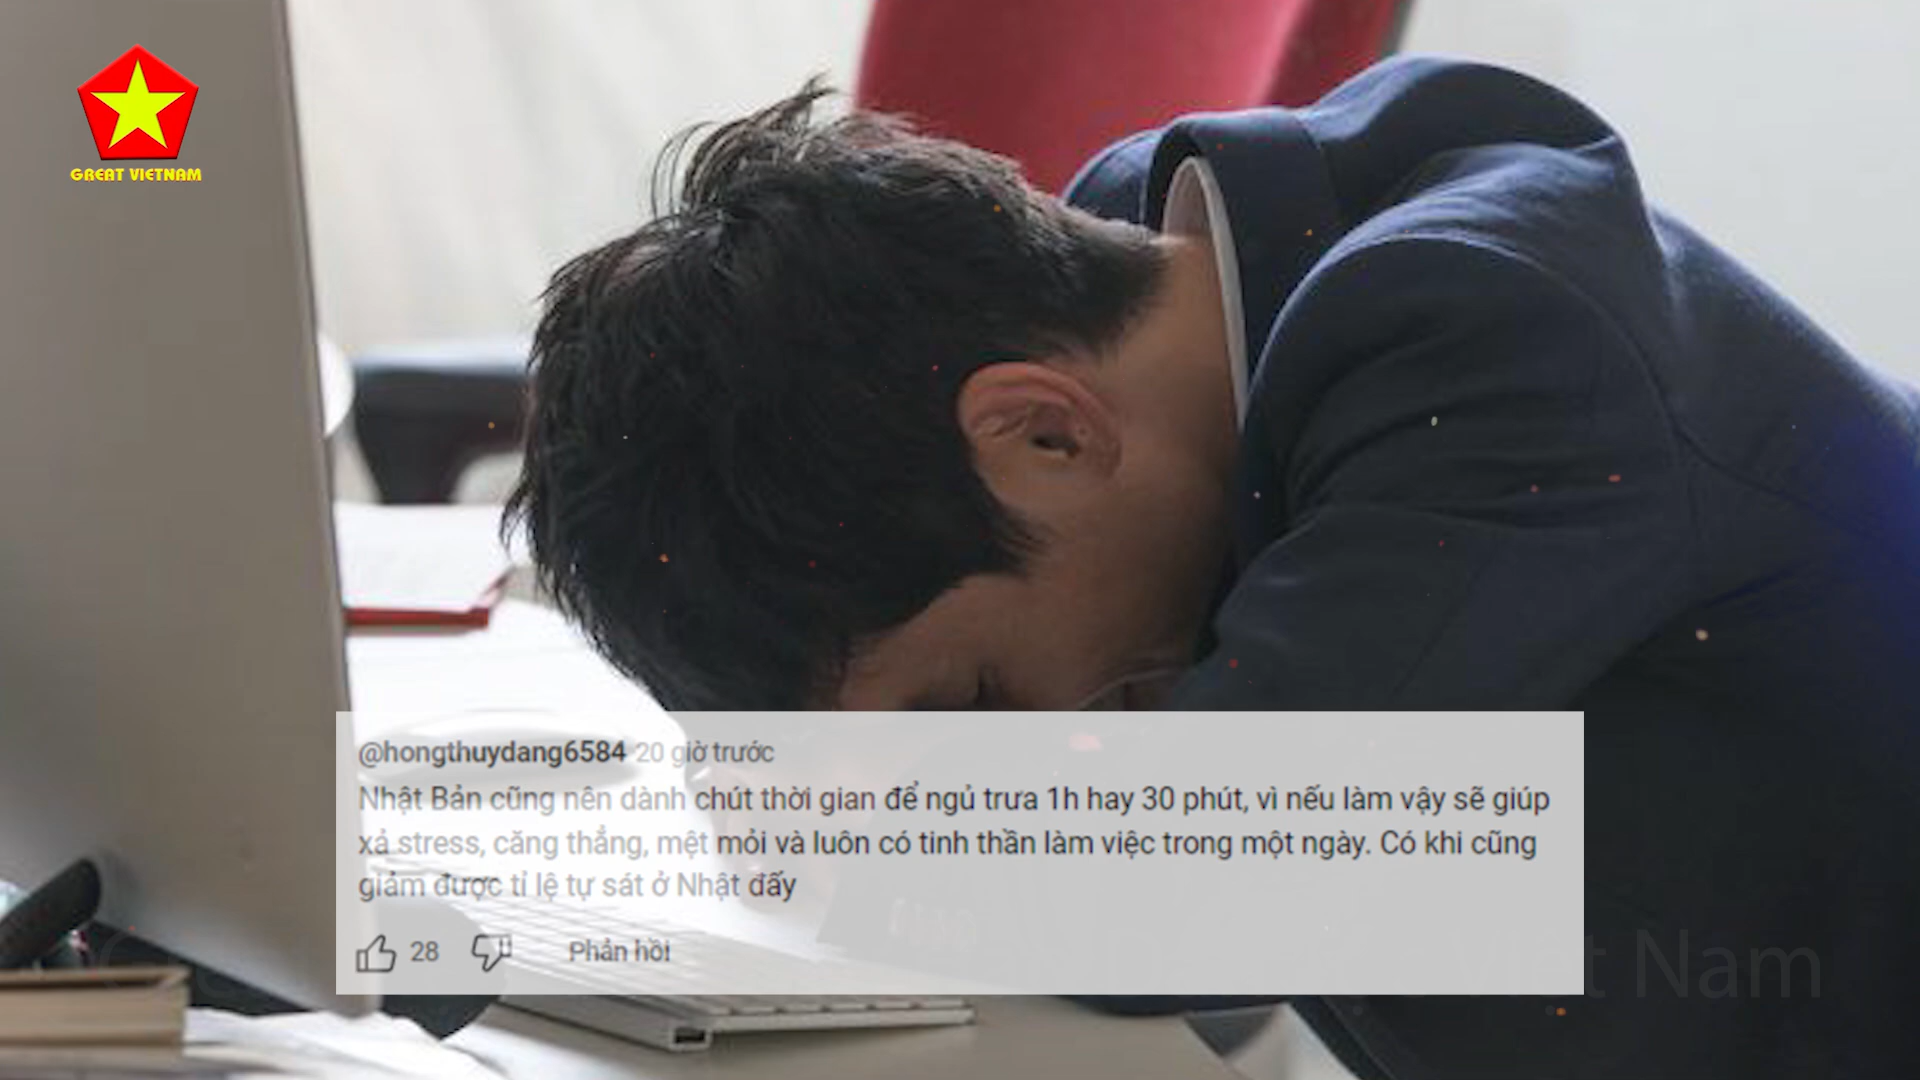 GREAT VIETNAM
@hongthuydang6584 20 giờ trước
Nhật Bản cũng nên dành chút thời gian để ngủ trưa 1h hay 30 phút, vì nếu làm vậy sẽ giúp
xả stress, căng thẳng, mệt mỏi và luôn có tinh thần làm việc trong một ngày. Có khi cũng
giảm được tỉ lệ tự sát ở Nhật đấy
28 Phản hồi
Nam